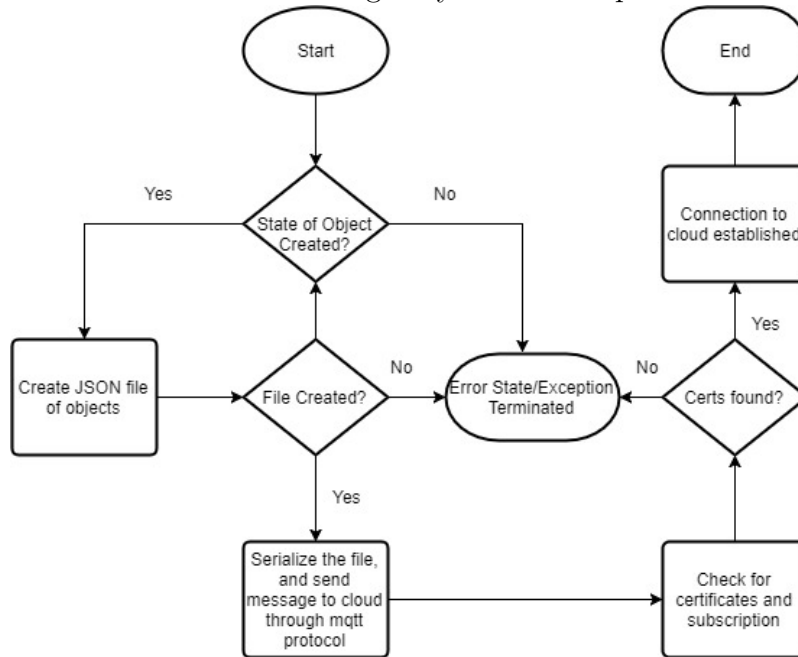 Start
End
Yes
No
State of Object
Created?
Connection to
cloud established
Yes
Create JSON file
of objects
File Created?
No
Error State/Exception
Terminated
No
Certs found?
Yes
Serialize the file,
and send
message to cloud
through mqtt
protocol
Check for
certificates and
subscription